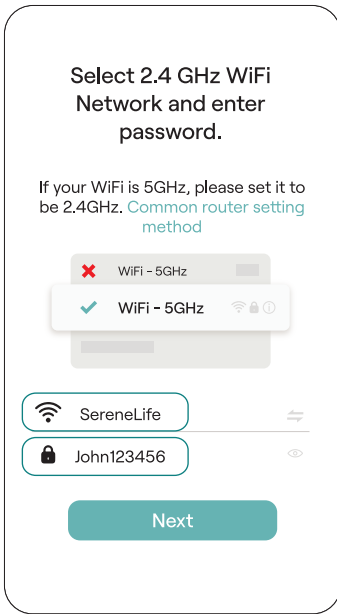 Select 2.4 GHz WiFi
Network and enter
password.
If your WiFi is 5GHz, please set it to
be 2.4GHz. Common router setting
method
WiFi - 5GHz
WiFi - 5GHz
SereneLife
John123456
Next